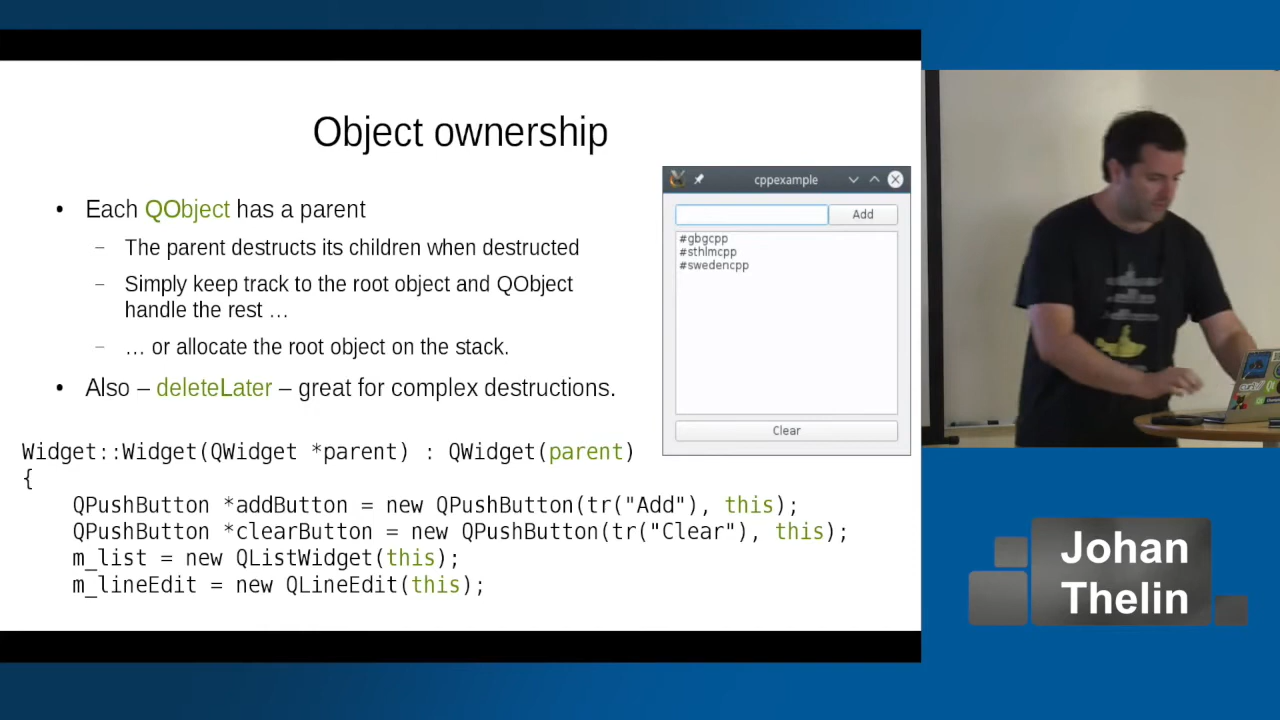 Object ownership
• Each QObject has a parent
– The parent destructs its children when destructed
– Simply keep track to the root object and QObject
handle the rest …
– … or allocate the root object on the stack.
• Also – deleteLater – great for complex destructions.
cppexample
Add
#gbgcpp
#sthlmcpp
#swedencpp
Clear
Widget::Widget(QWidget *parent) : QWidget(parent)
{
QPushButton *addButton = new QPushButton(tr("Add"), this);
QPushButton *clearButton = new QPushButton(tr("Clear"), this);
m_list = new QListWidget(this);
m_lineEdit = new QLineEdit(this);
Johan
Thelin